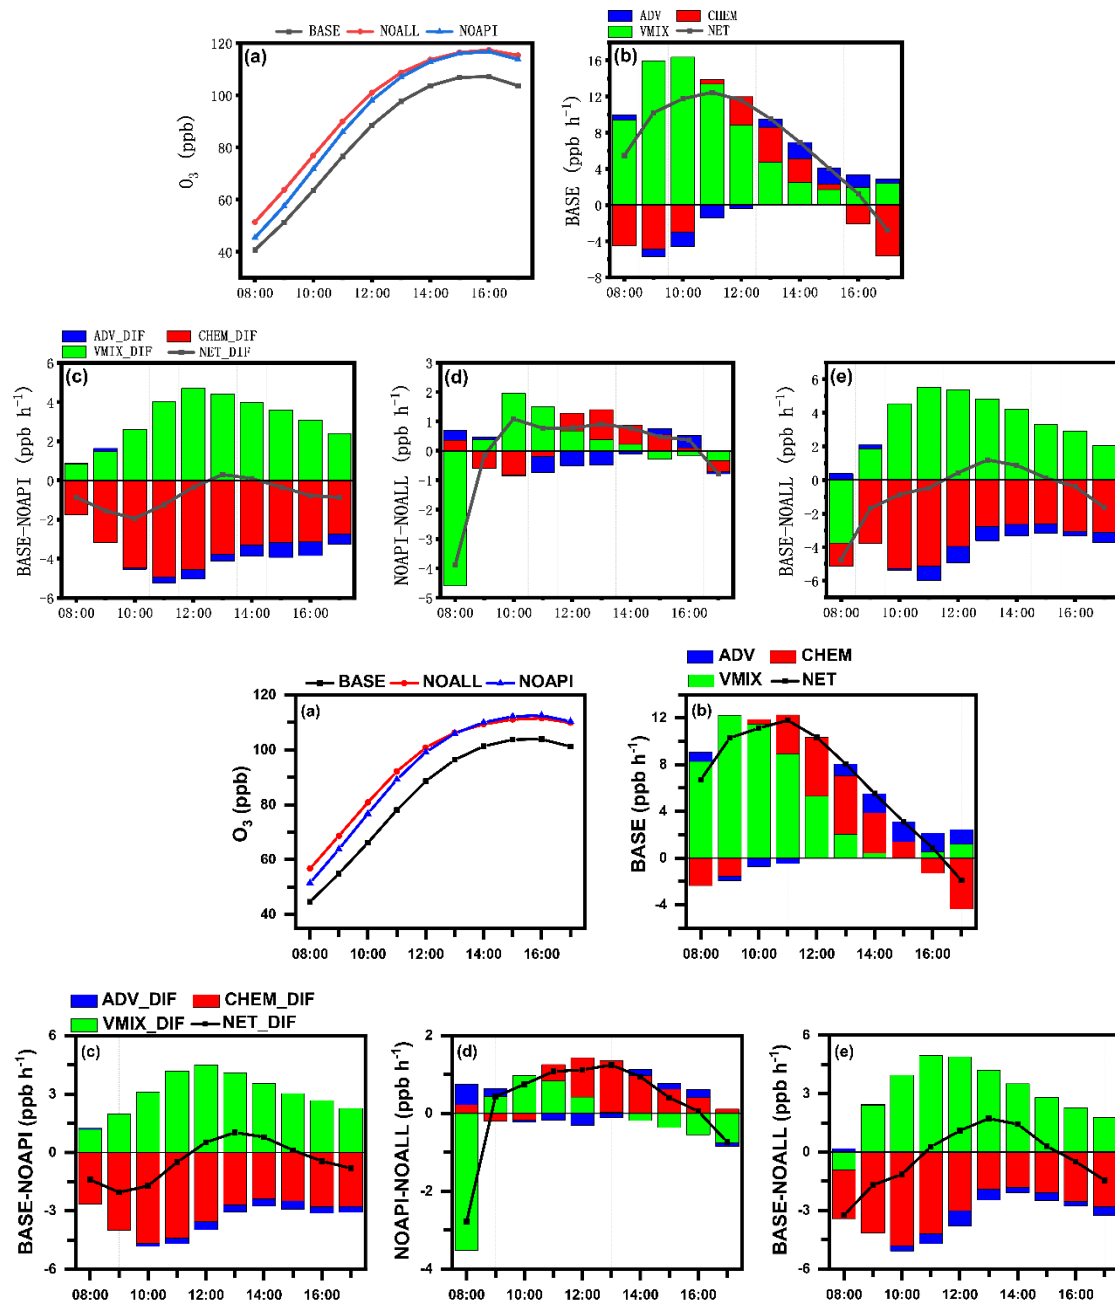 BASE NOALL NOAPI
(a)
O3 (ppb)
120
100
80
60
40
08:00 10:00 12:00 14:00 16:00
ADV CHEM
VMIX NET
(b)
BASE (ppb h-1)
16
12
8
4
0
-4
-8
08:00 10:00 12:00 14:00 16:00
ADV_DIF CHEM_DIF
VMIX_DIF NET_DIF
(c)
BASE-NOAPI (ppb h-1)
6
4
2
0
-2
-4
-6
08:00 10:00 12:00 14:00 16:00
(d)
NOAPI-NOALL (ppb h-1)
3
2
1
0
-1
-2
-3
-4
-5
08:00 10:00 12:00 14:00 16:00
(e)
BASE-NOALL (ppb h-1)
6
4
2
0
-2
-4
-6
08:00 10:00 12:00 14:00 16:00
BASE NOALL NOAPI
(a)
O3 (ppb)
120
100
80
60
40
08:00 10:00 12:00 14:00 16:00
ADV CHEM
VMIX NET
(b)
BASE (ppb h-1)
12
8
4
0
-4
08:00 10:00 12:00 14:00 16:00
ADV_DIF CHEM_DIF
VMIX_DIF NET_DIF
(c)
BASE-NOAPI (ppb h-1)
6
3
0
-3
-6
08:00 10:00 12:00 14:00 16:00
(d)
NOAPI-NOALL (ppb h-1)
2
0
-2
-4
08:00 10:00 12:00 14:00 16:00
(e)
BASE-NOALL (ppb h-1)
6
3
0
-3
-6
08:00 10:00 12:00 14:00 16:00